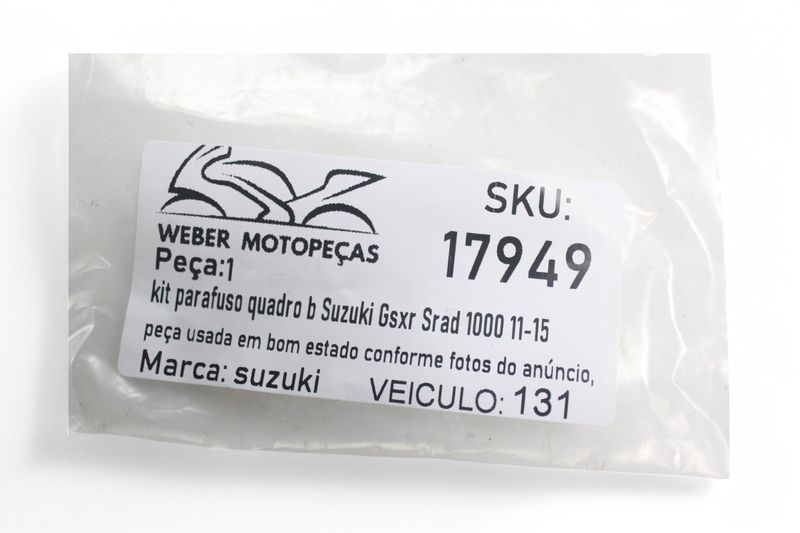 WEBER MOTOPEÇAS
SKU:
17949
Peça:1
kit parafuso quadro b Suzuki Gsxr Srad 1000 11-15
peça usada em bom estado conforme fotos do anúncio,
Marca: suzuki
VEICULO: 131